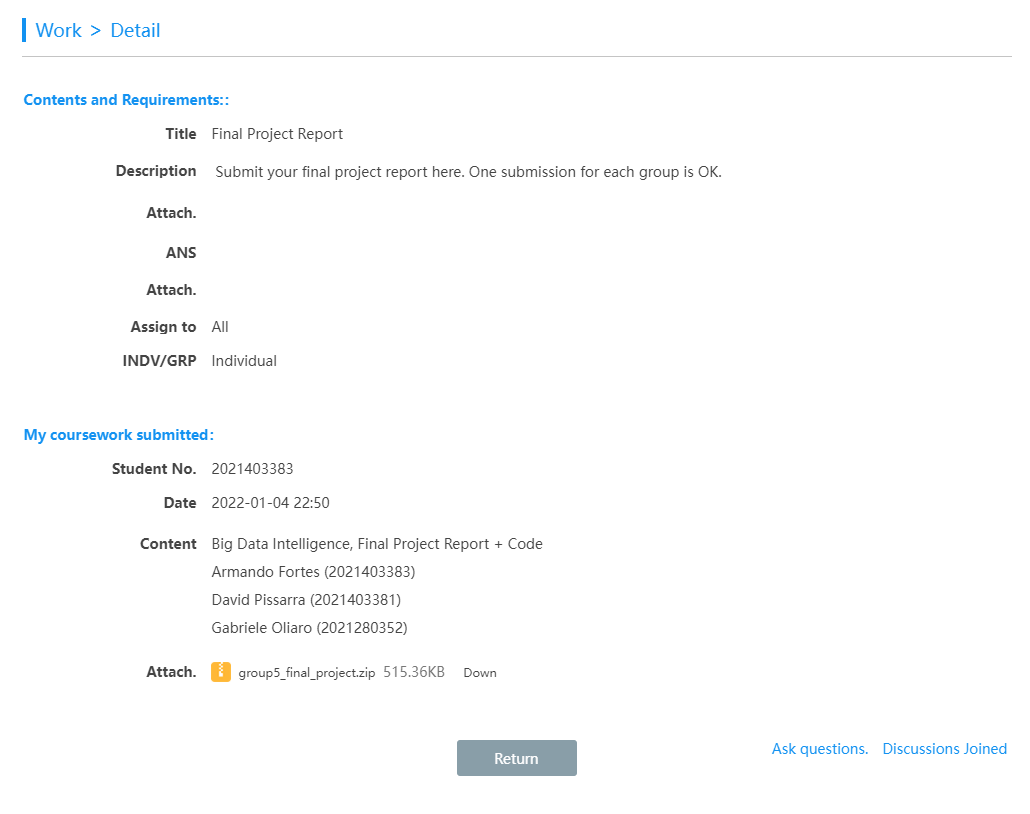 Work > Detail
Contents and Requirements::
Title Final Project Report
Description Submit your final project report here. One submission for each group is OK.
Attach.
ANS
Attach.
Assign to All
INDV/GRP Individual
My coursework submitted:
Student No. 2021403383
Date 2022-01-04 22:50
Content Big Data Intelligence, Final Project Report + Code
Armando Fortes (2021403383)
David Pissarra (2021403381)
Gabriele Oliaro (2021280352)
Attach. group5_final_project.zip 515.36KB Down
Return
Ask questions. Discussions Joined